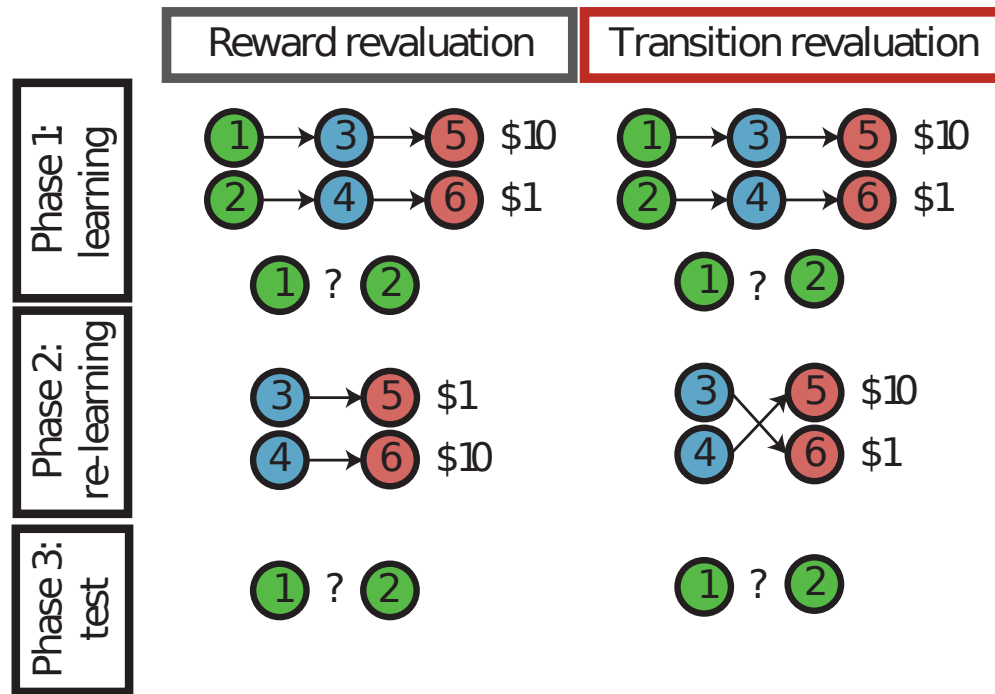 Reward revaluation
Transition revaluation
Phase 1:
learning
1 3 5 $10
2 4 6 $1
1 ? 2
1 3 5 $10
2 4 6 $1
1 ? 2
Phase 2:
re-learning
3 5 $1
4 6 $10
3 5 $10
4 6 $1
Phase 3:
test
1 ? 2
1 ? 2